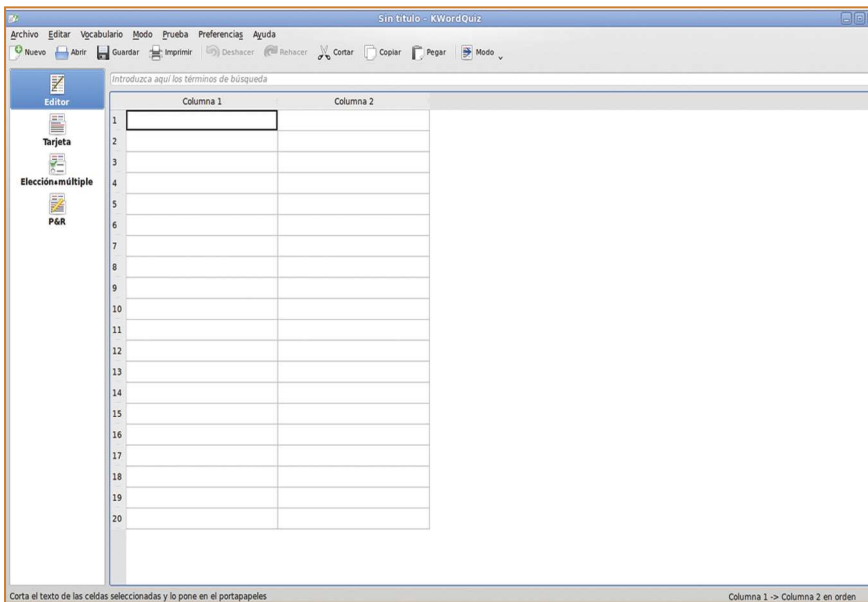 Sin título - KWordQuiz
Archivo Editar Vocabulario Modo Prueba Preferencias Ayuda
Nuevo Abrir Guardar Imprimir Deshacer Rehacer Cortar Copiar Pegar Modo
Introduzca aquí los términos de búsqueda
Editor
Tarjeta
Elección múltiple
P&R
Columna 1 Columna 2
1
2
3
4
5
6
7
8
9
10
11
12
13
14
15
16
17
18
19
20
Corta el texto de las celdas seleccionadas y lo pone en el portapapeles
Columna 1 -> Columna 2 en orden